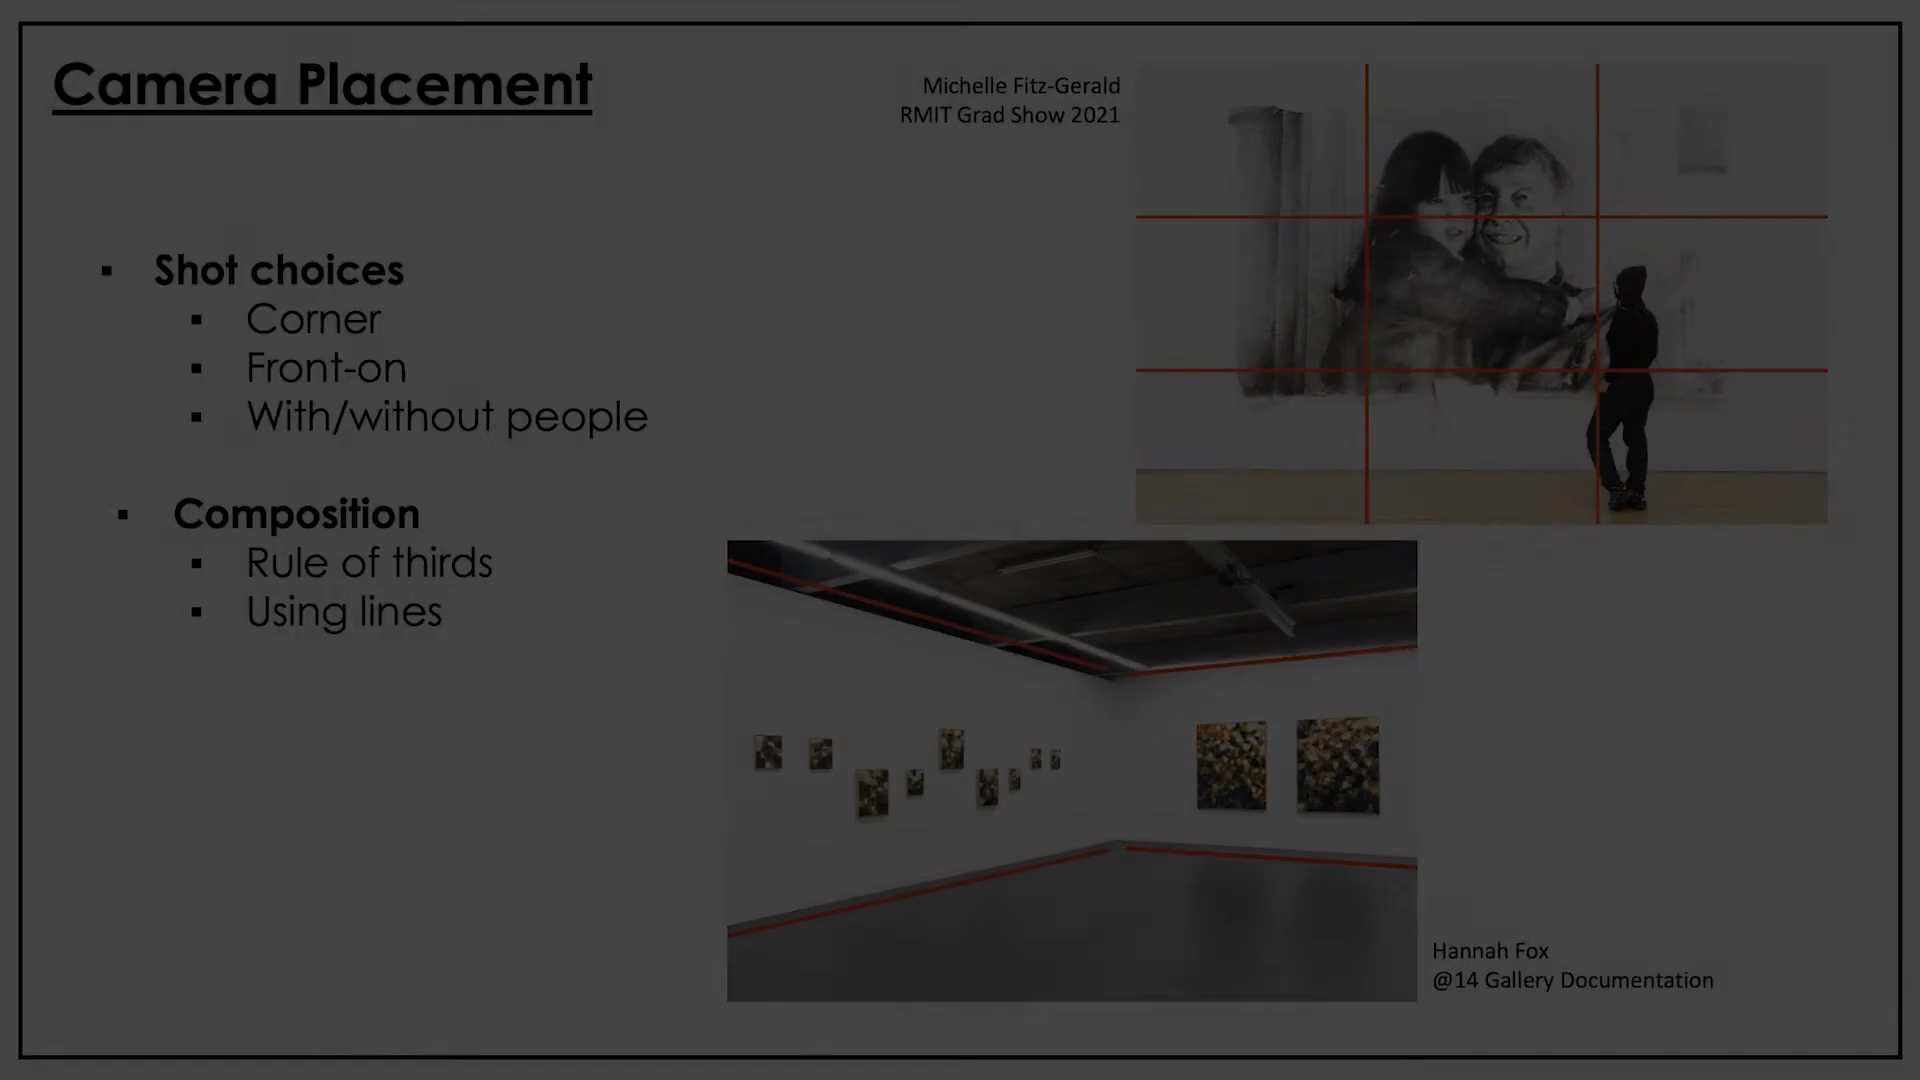 Camera Placement
Michelle Fitz-Gerald
RMIT Grad Show 2021
▪ Shot choices
▪ Corner
▪ Front-on
▪ With/without people
▪ Composition
▪ Rule of thirds
▪ Using lines
Hannah Fox
@14 Gallery Documentation